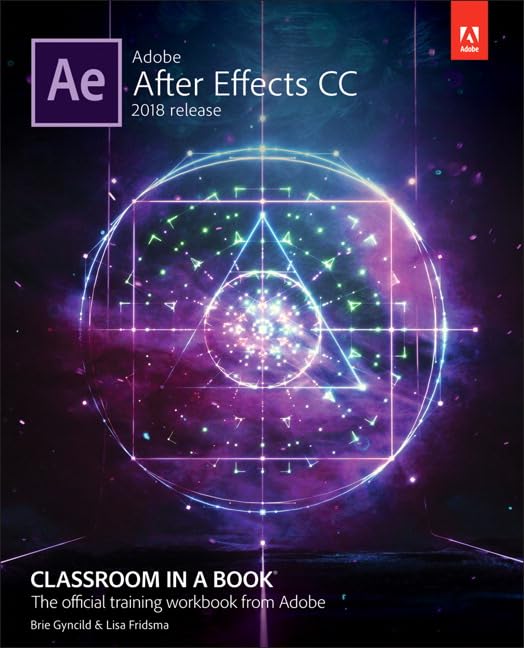 Adobe
Ae
Adobe
After Effects CC
2018 release
CLASSROOM IN A BOOK®
The official training workbook from Adobe
Brie Gyncild & Lisa Fridsma